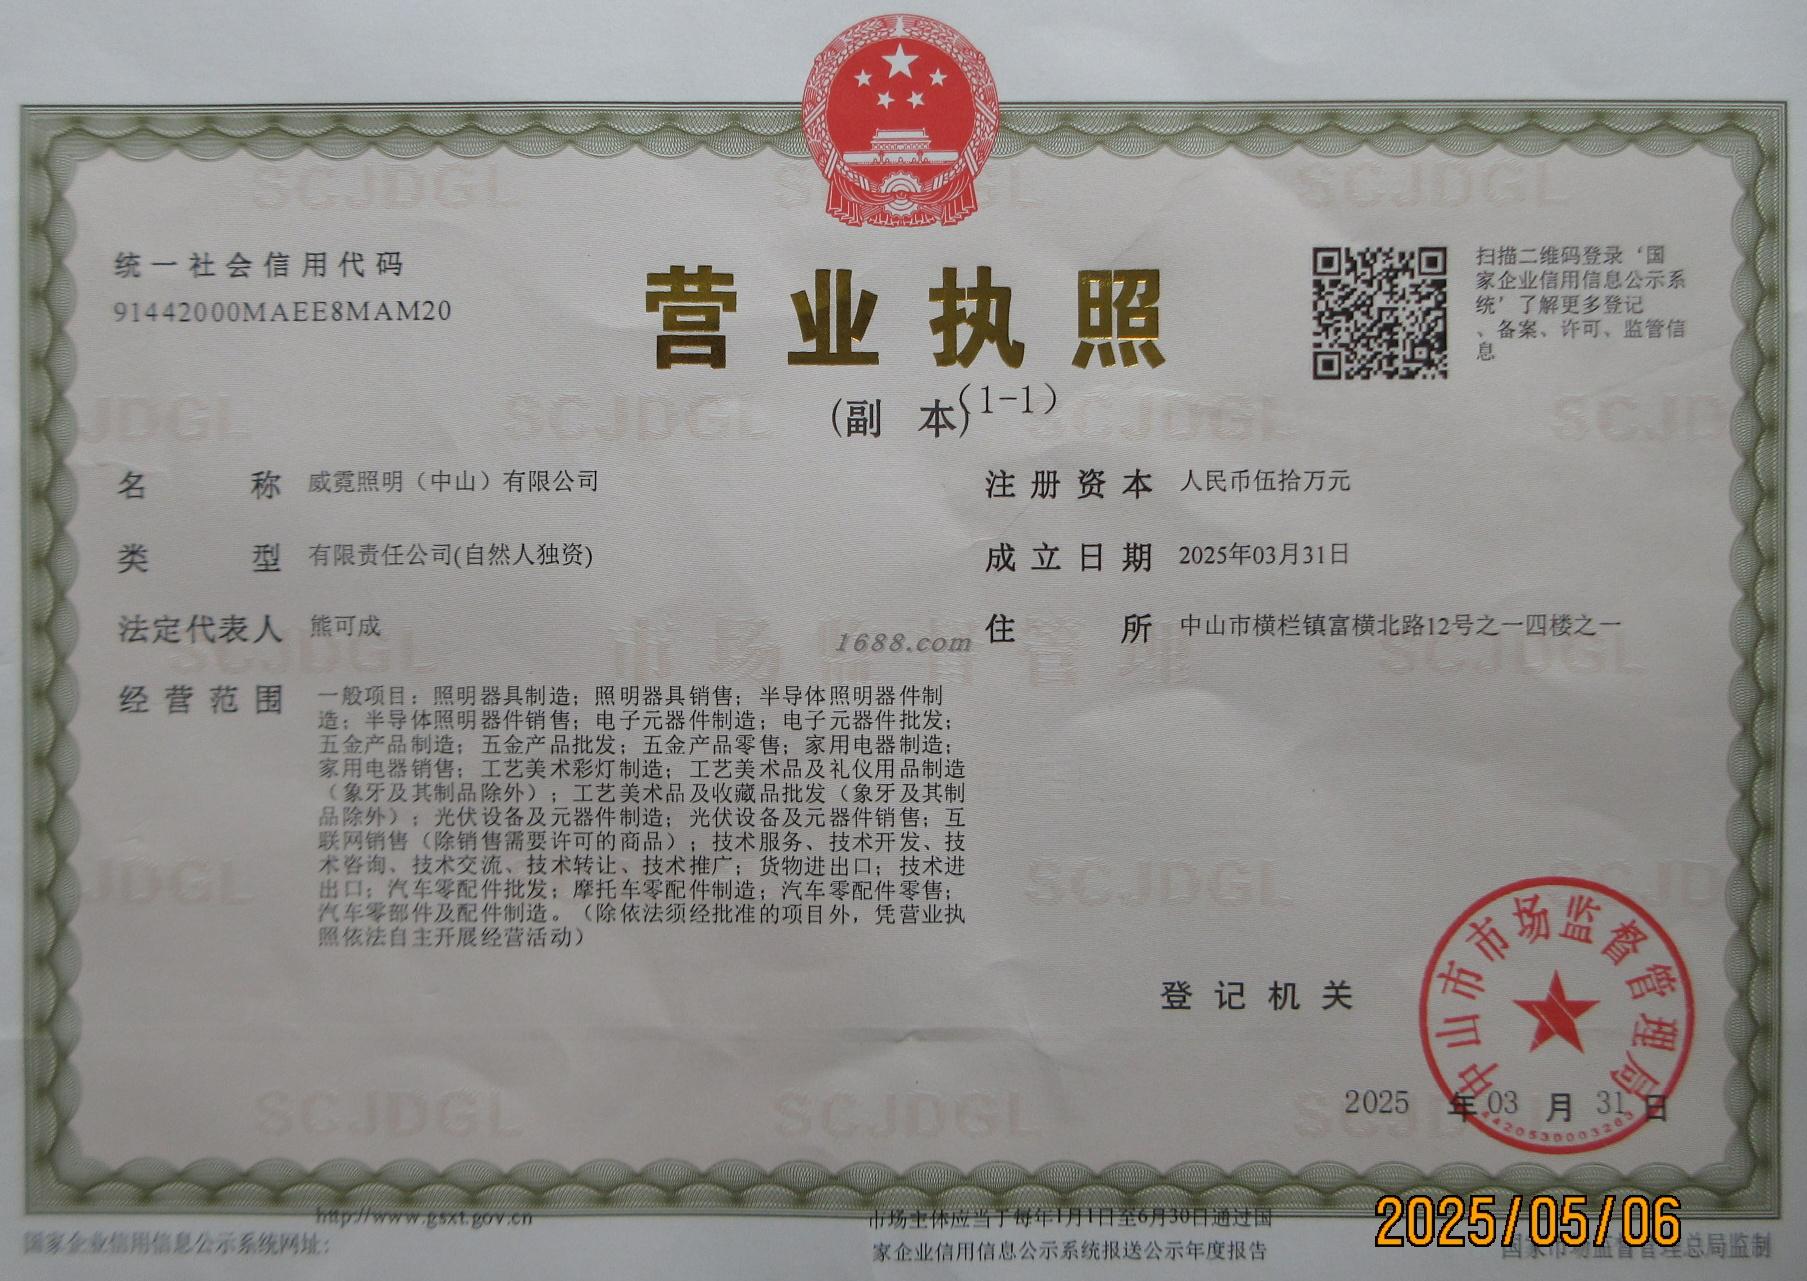 统一社会信用代码
91442000MAEE8MAM20
营业执照
(副 本)(1-1)
扫描二维码登录‘国
家企业信用信息公示系
统’了解更多登记
、备案、许可、监管信
息
名称 威霓照明（中山）有限公司
类型 有限责任公司(自然人独资)
法定代表人 熊可成
经营范围 一般项目：照明器具制造；照明器具销售；半导体照明器件制
造；半导体照明器件销售；电子元器件制造；电子元器件批发；
五金产品制造；五金产品批发；五金产品零售；家用电器制造；
家用电器销售；工艺美术彩灯制造；工艺美术品及礼仪用品制造
（象牙及其制品除外）；工艺美术品及收藏品批发（象牙及其制
品除外）；光伏设备及元器件制造；光伏设备及元器件销售；互
联网销售（除销售需要许可的商品）；技术服务、技术开发、技
术咨询、技术交流、技术转让、技术推广；货物进出口；技术进
出口；汽车零配件批发；摩托车零配件制造；汽车零配件零售；
汽车零部件及配件制造。（除依法须经批准的项目外，凭营业执
照依法自主开展经营活动）
注册资本 人民币伍拾万元
成立日期 2025年03月31日
住所 中山市横栏镇富横北路12号之一四楼之一
1688.com
登记机关
中山市市场监督管理局
2025 年 03 月 31 日
http://www.gsxt.gov.cn
国家企业信用信息公示系统网址：
市场主体应当于每年1月1日至6月30日通过国
家企业信用信息公示系统报送公示年度报告
国家市场监督管理总局监制
2025/05/06
SCJDGL
市场监督管理